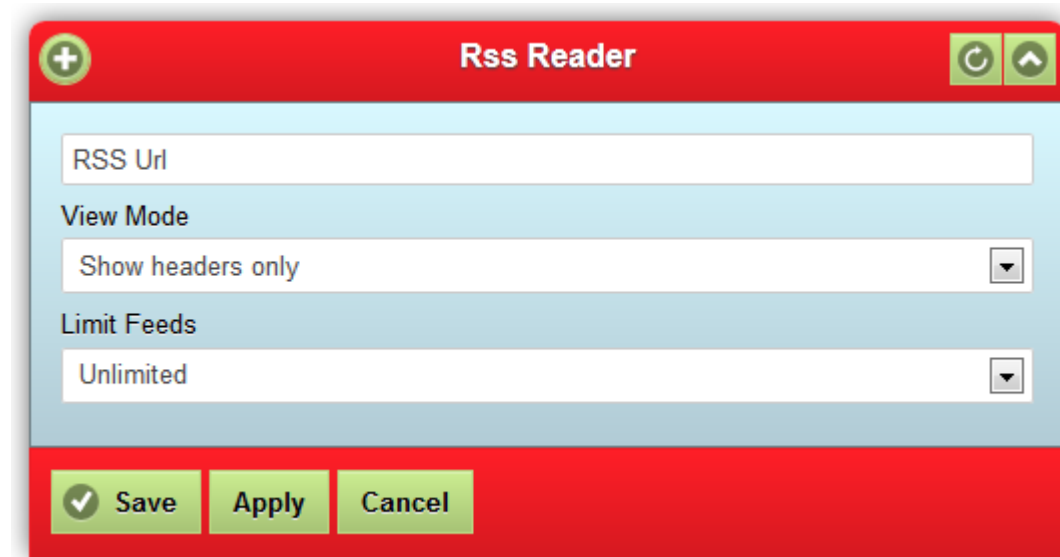 Rss Reader
RSS Url
View Mode
Show headers only
Limit Feeds
Unlimited
Save Apply Cancel